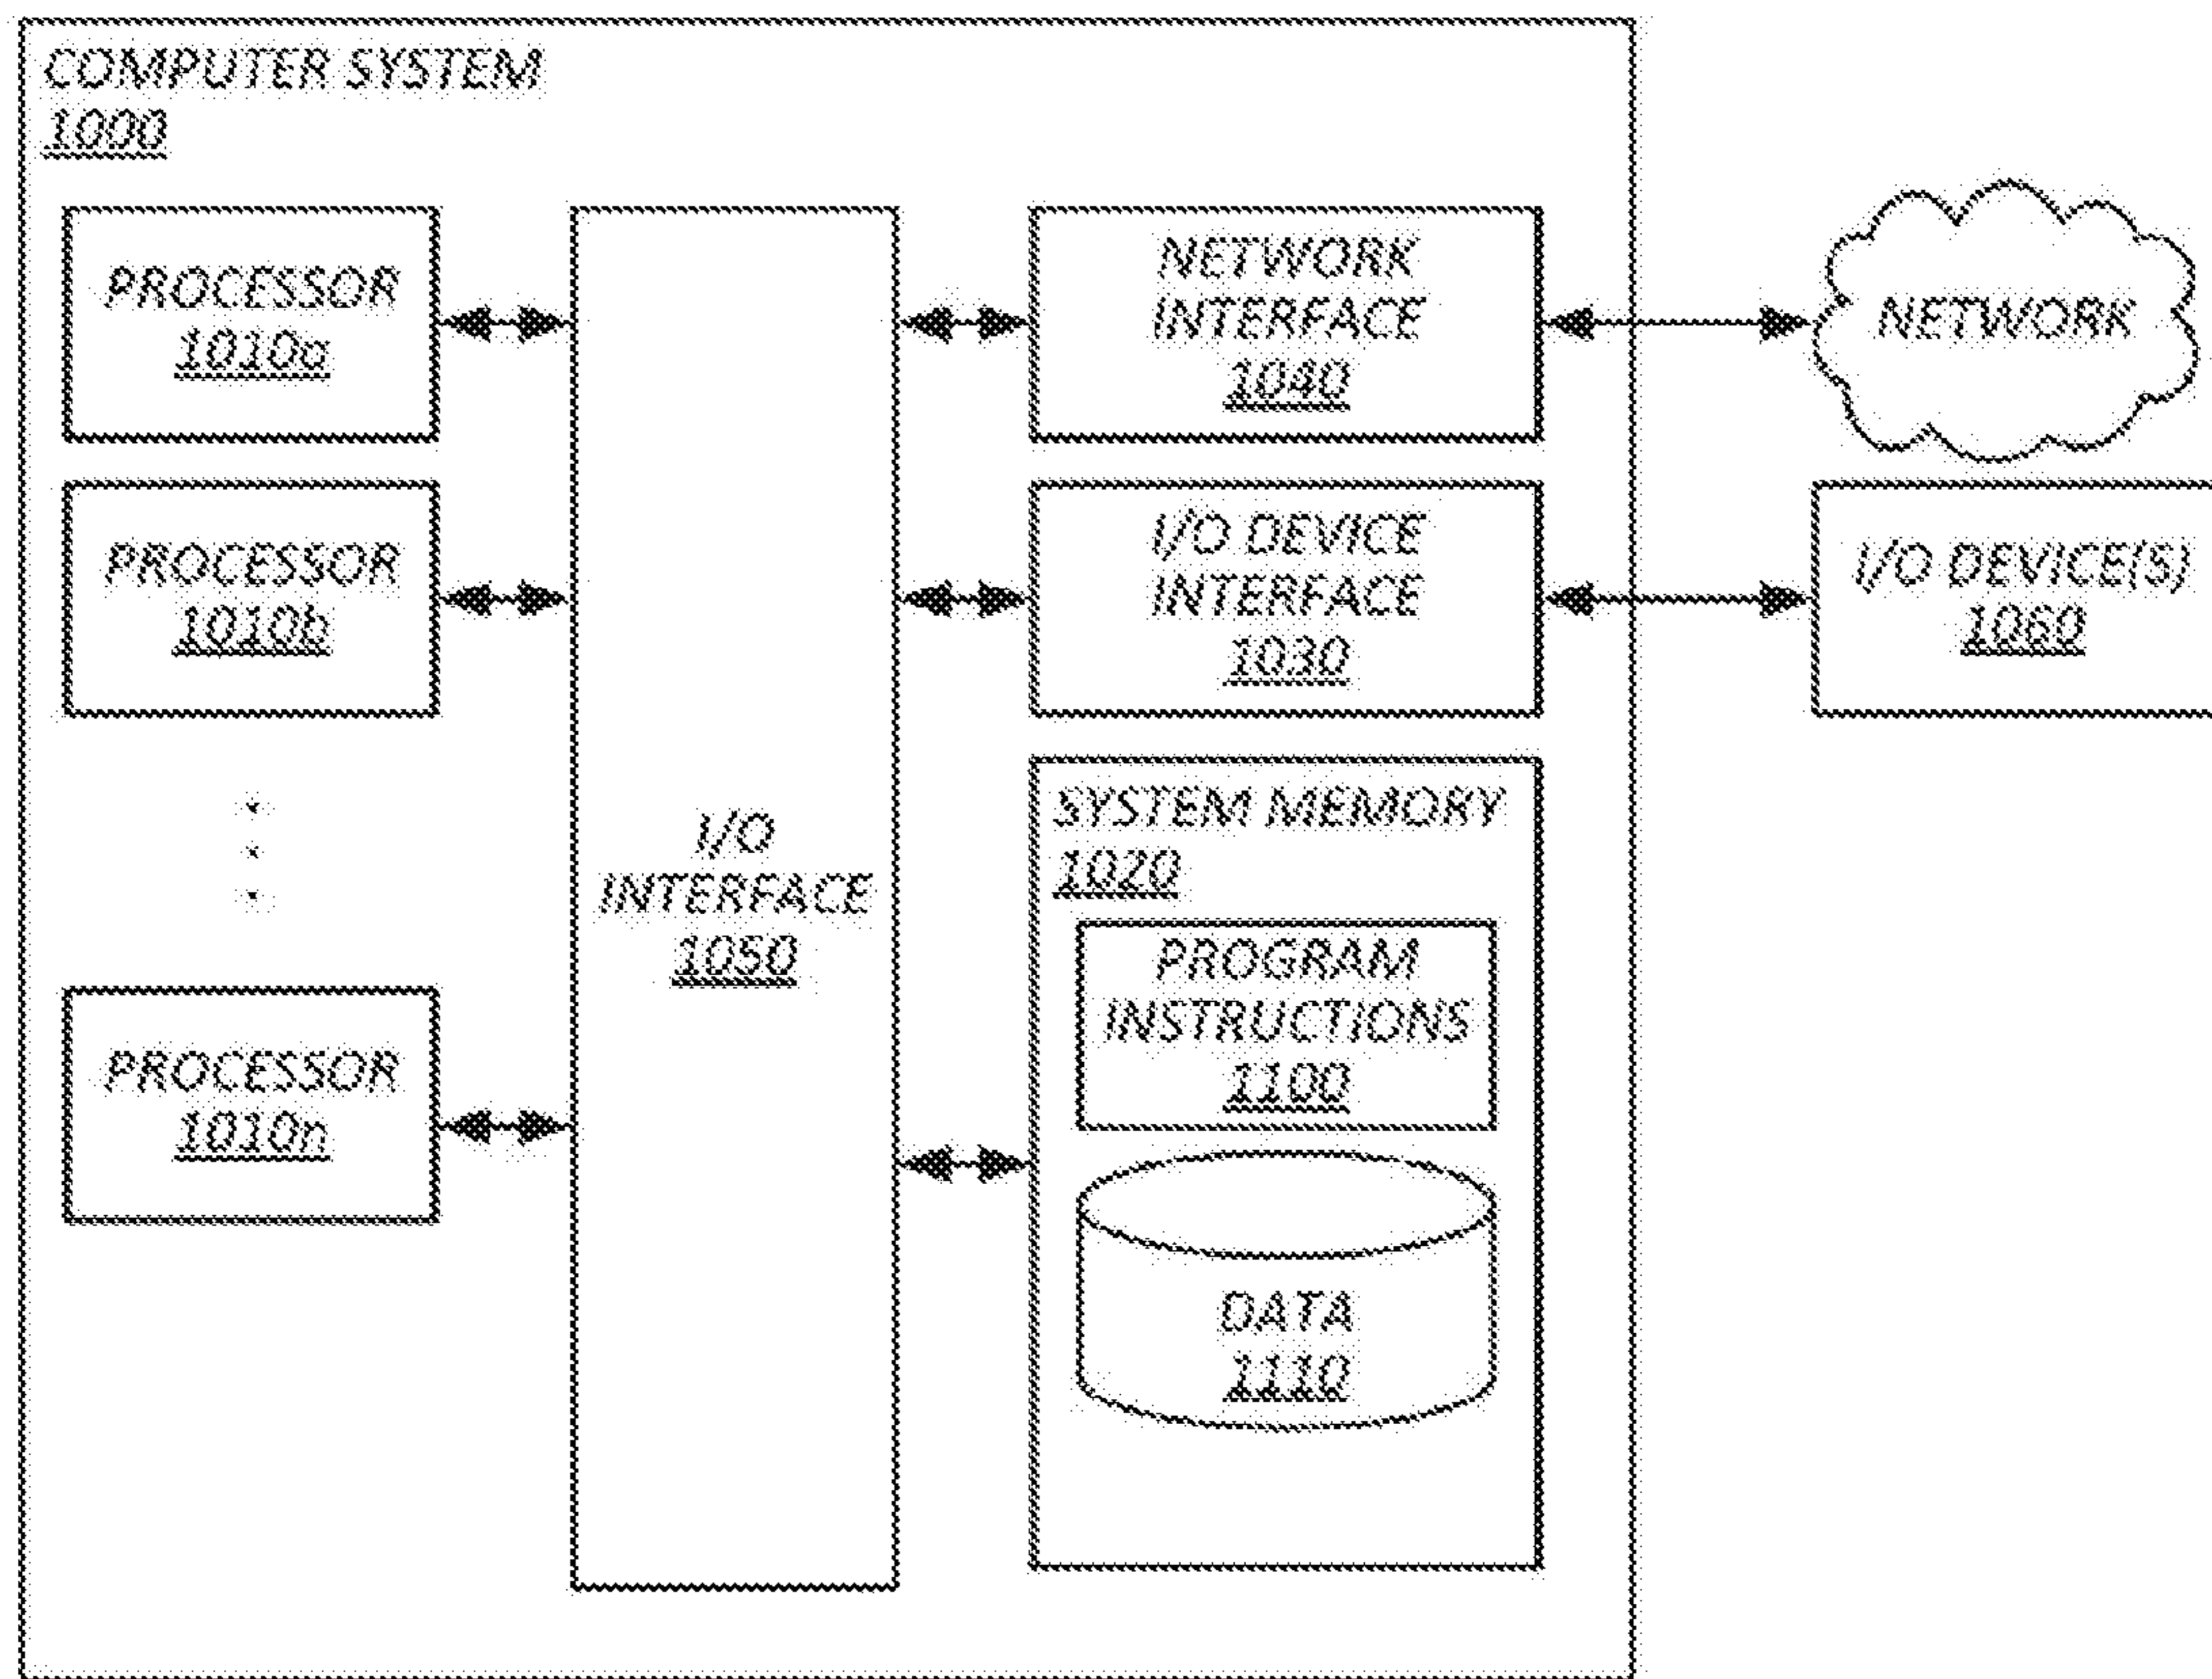 COMPUTER SYSTEM
1000
PROCESSOR
1010a
PROCESSOR
1010b
PROCESSOR
1010n
I/O
INTERFACE
1050
NETWORK
INTERFACE
1040
I/O DEVICE
INTERFACE
1030
SYSTEM MEMORY
1020
PROGRAM
INSTRUCTIONS
1100
DATA
1110
NETWORK
I/O DEVICE(S)
1060